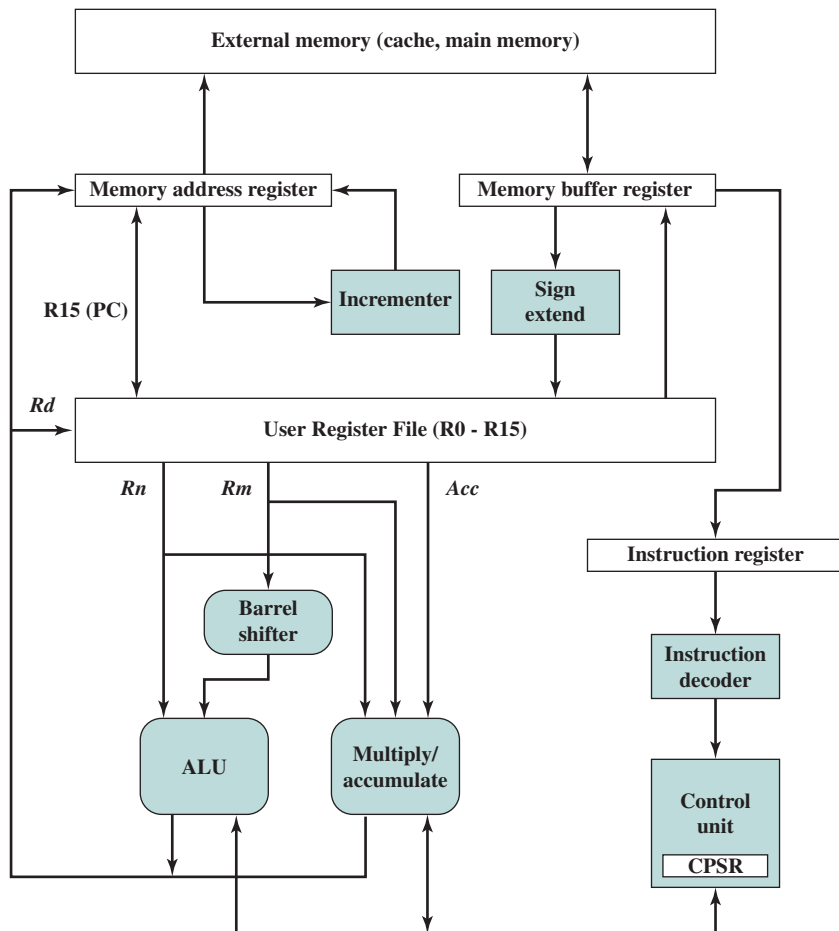 External memory (cache, main memory)
Memory address register
Memory buffer register
Incrementer
Sign
extend
R15 (PC)
Rd
User Register File (R0 - R15)
Rn
Rm
Acc
Instruction register
Barrel
shifter
Instruction
decoder
ALU
Multiply/
accumulate
Control
unit
CPSR